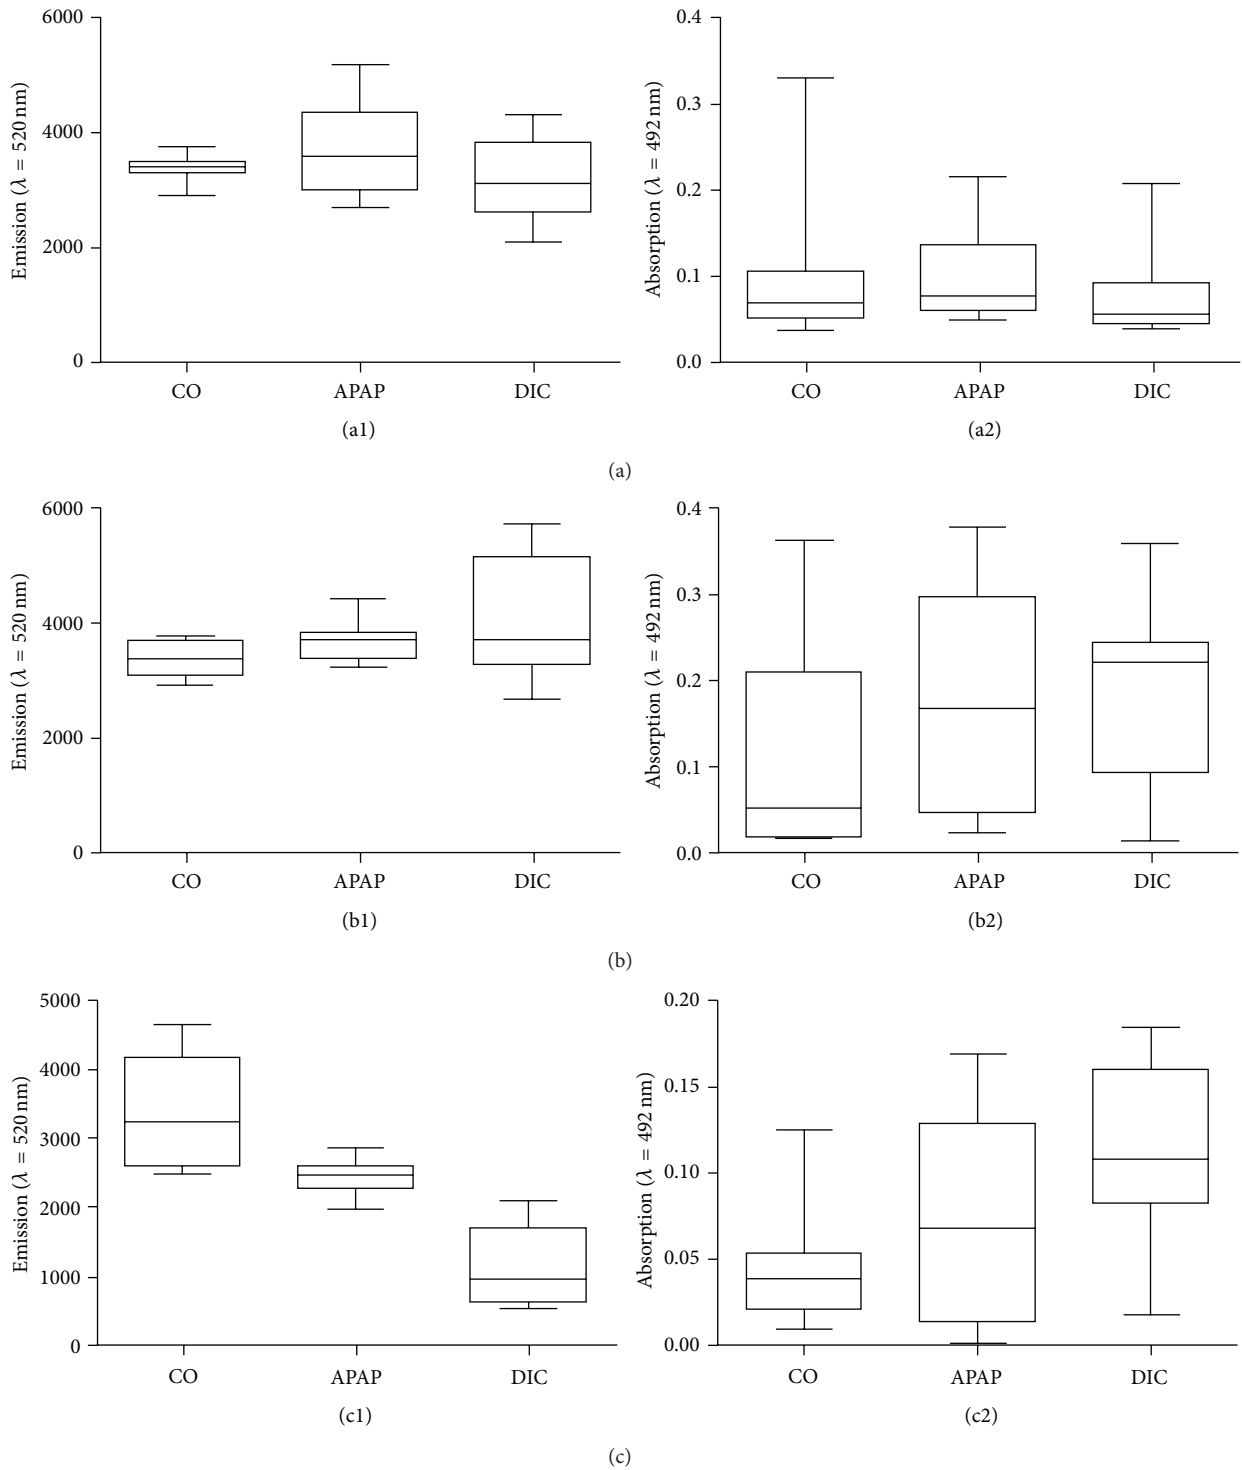 6000
4000
2000
0
Emission (λ = 520 nm)
CO APAP DIC
(a1)
0.4
0.3
0.2
0.1
0.0
Absorption (λ = 492 nm)
CO APAP DIC
(a2)
(a)
6000
4000
2000
0
Emission (λ = 520 nm)
CO APAP DIC
(b1)
0.4
0.3
0.2
0.1
0.0
Absorption (λ = 492 nm)
CO APAP DIC
(b2)
(b)
5000
4000
3000
2000
1000
0
Emission (λ = 520 nm)
CO APAP DIC
(c1)
0.20
0.15
0.10
0.05
0.00
Absorption (λ = 492 nm)
CO APAP DIC
(c2)
(c)